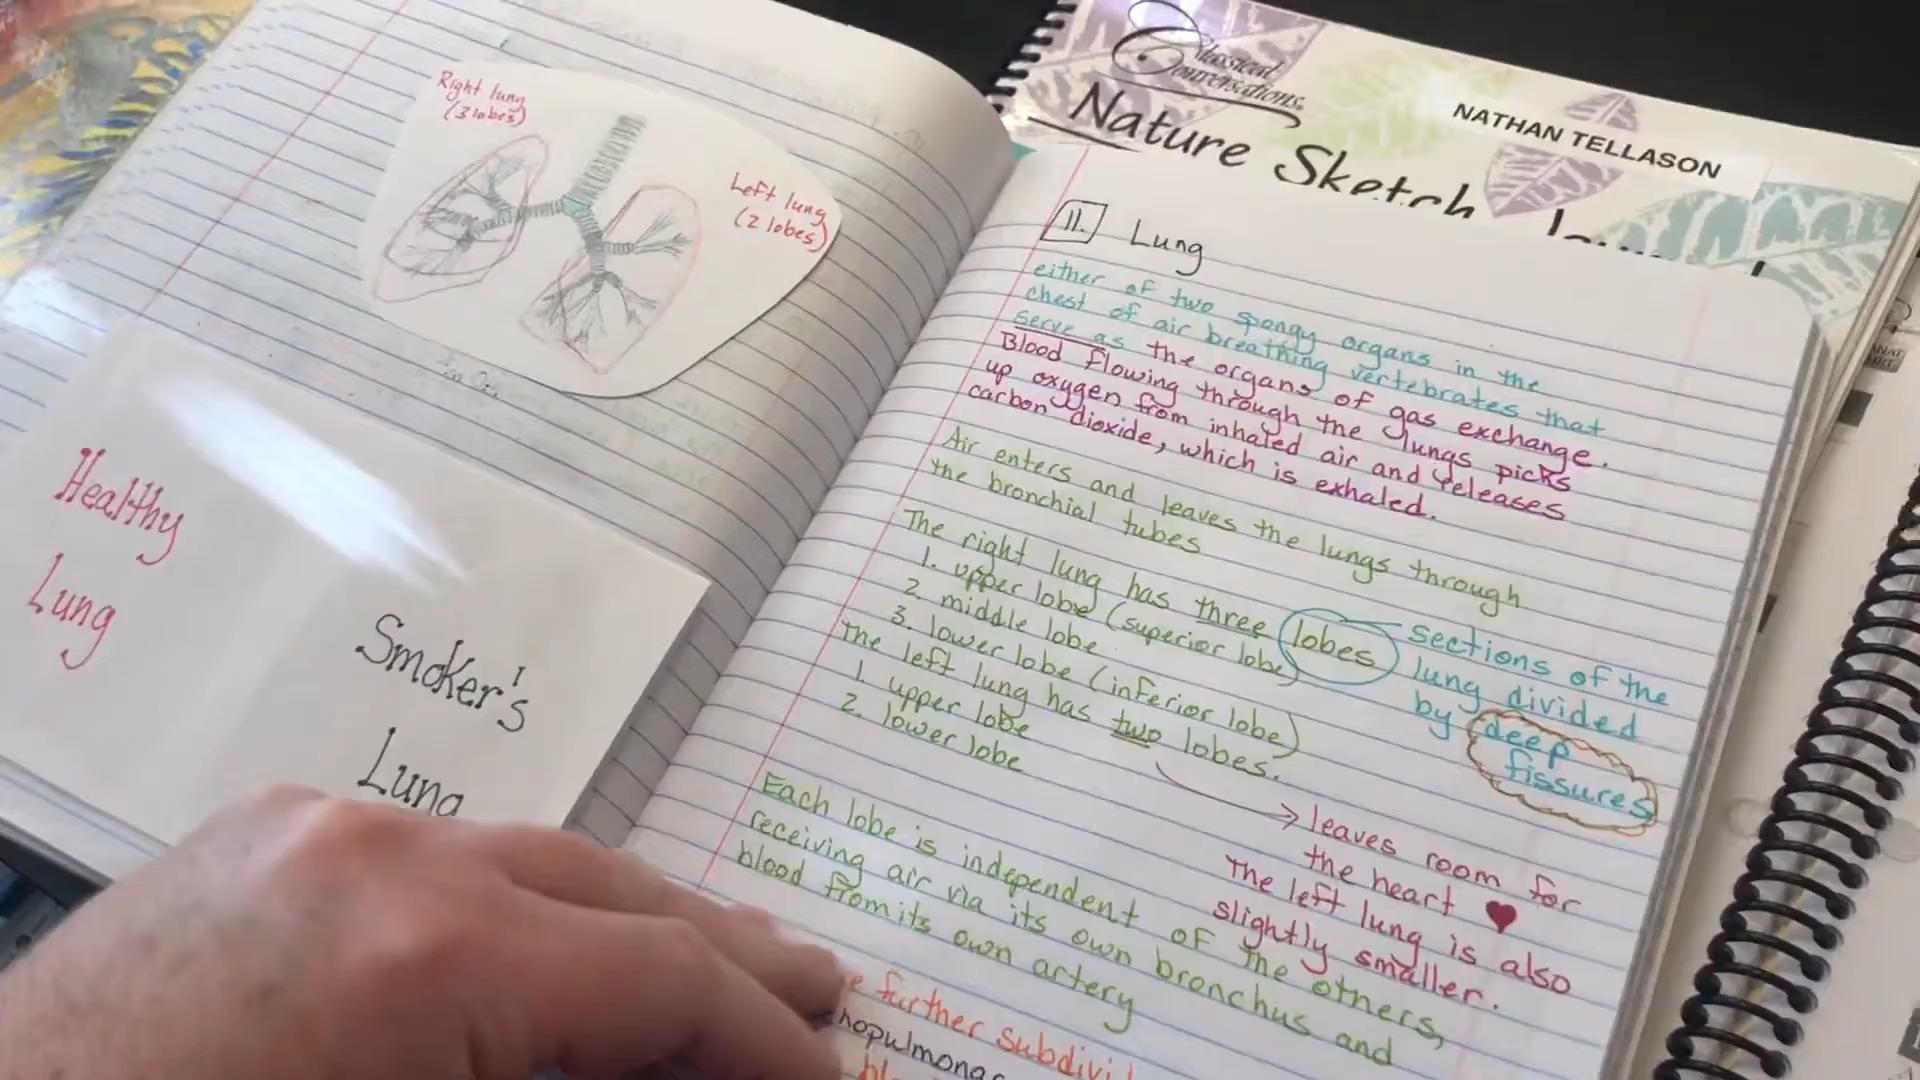 Right lung
(3 lobes)
Left lung
(2 lobes)
Healthy
Lung
Smoker's
Lung
Classical
Conversations
NATHAN TELLASON
Nature Sketch
11. Lung
either of two spongy organs in the
chest of air breathing vertebrates that
serve as the organs of gas exchange.
Blood flowing through the lungs picks
up oxygen from inhaled air and releases
carbon dioxide, which is exhaled.
Air enters and leaves the lungs through
the bronchial tubes
The right lung has three lobes
1. upper lobe (superior lobe)
2 middle lobe
3. lower lobe (inferior lobe)
sections of the
lung divided
by deep
fissures
The left lung has two lobes.
1. upper lobe
2. lower lobe
leaves room for
the heart
The left lung is also
slightly smaller.
Each lobe is independent of the others,
receiving air via its own bronchus and
blood from its own artery
further